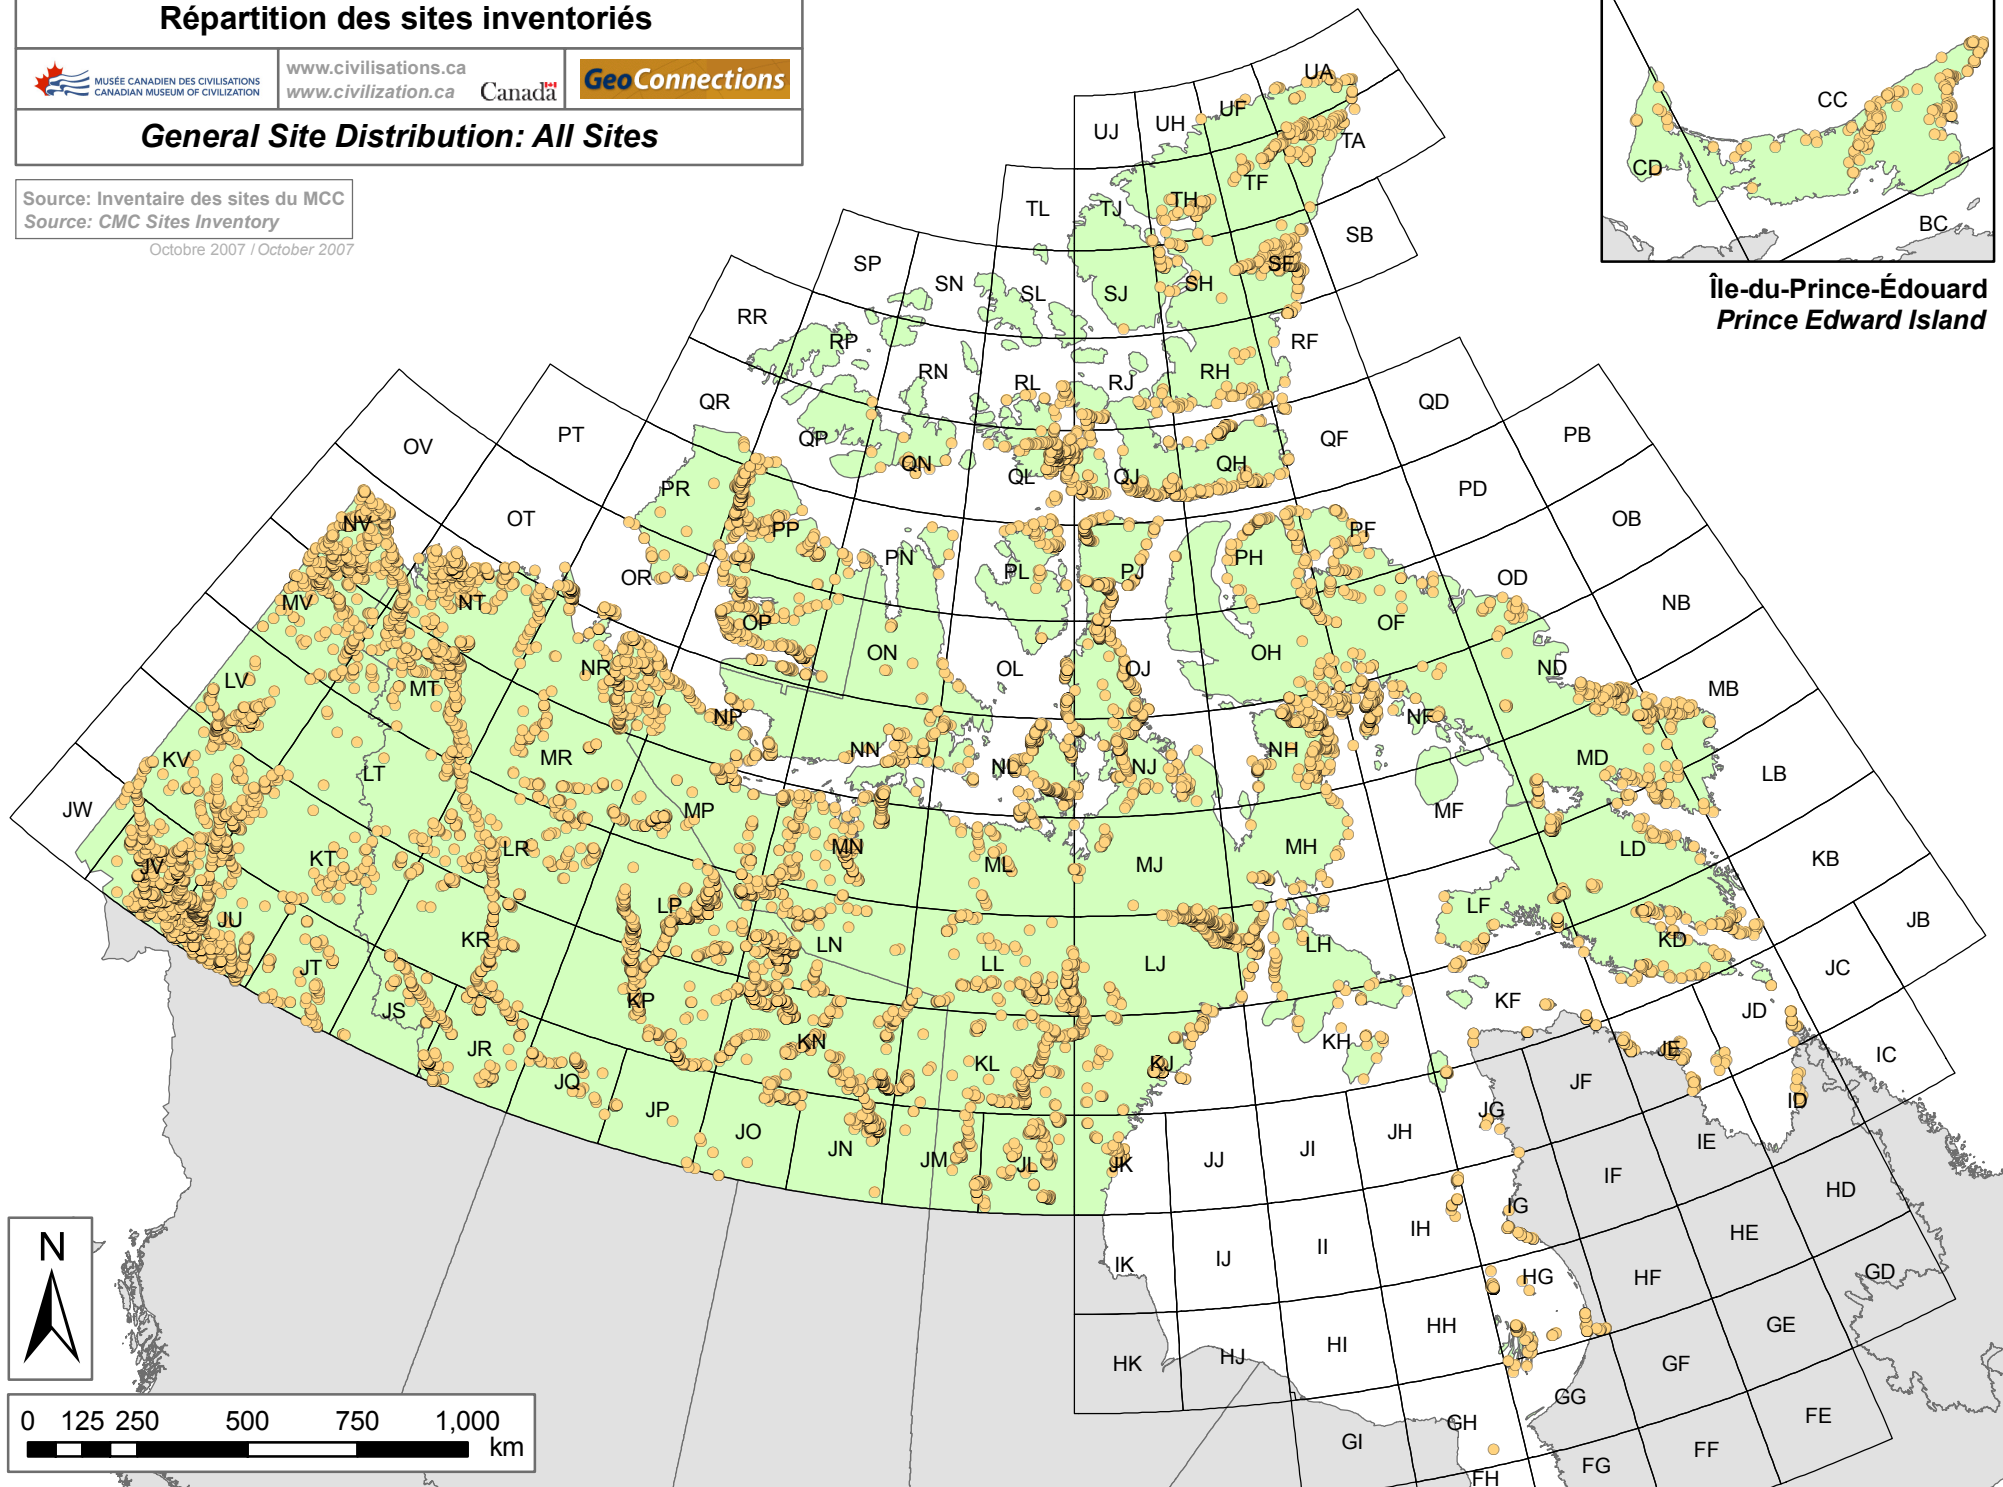 Répartition des sites inventoriés
MUSÉE CANADIEN DES CIVILISATIONS
CANADIAN MUSEUM OF CIVILIZATION
www.civilisations.ca
www.civilization.ca
Canada
GeoConnections
General Site Distribution: All Sites
Source: Inventaire des sites du MCC
Source: CMC Sites Inventory
Octobre 2007 / October 2007
CC
CD
BC
Île-du-Prince-Édouard
Prince Edward Island
UJ UH UF UA
TL TJ TH TF TA
SP SN SL SJ SH SF SB
RR RP RN RL RJ RH RF
QR QP QN QL QJ QH QF QD
OV PT PR PP PN PL PJ PH PF PD PB
NV OT OR OP ON OL OJ OH OF OD OB
MV NT NR NP NN NL NJ NH NF ND NB
LV MT MR MP MN ML MJ MH MF MD MB
JW KV LT LR LP LN LL LJ LH LF LD LB
JV KT KR KP KN KL KJ KH KF KD KB
JU JT JS JR JQ JP JO JN JM JL JK JJ JI JH JG JF JE JD JC JB
IK IJ II IH IG IF IE ID IC
HK HJ HI HH HG HF HE HD
GI GH GG GF GE GD
FH FG FF FE
N
0 125 250 500 750 1,000
km